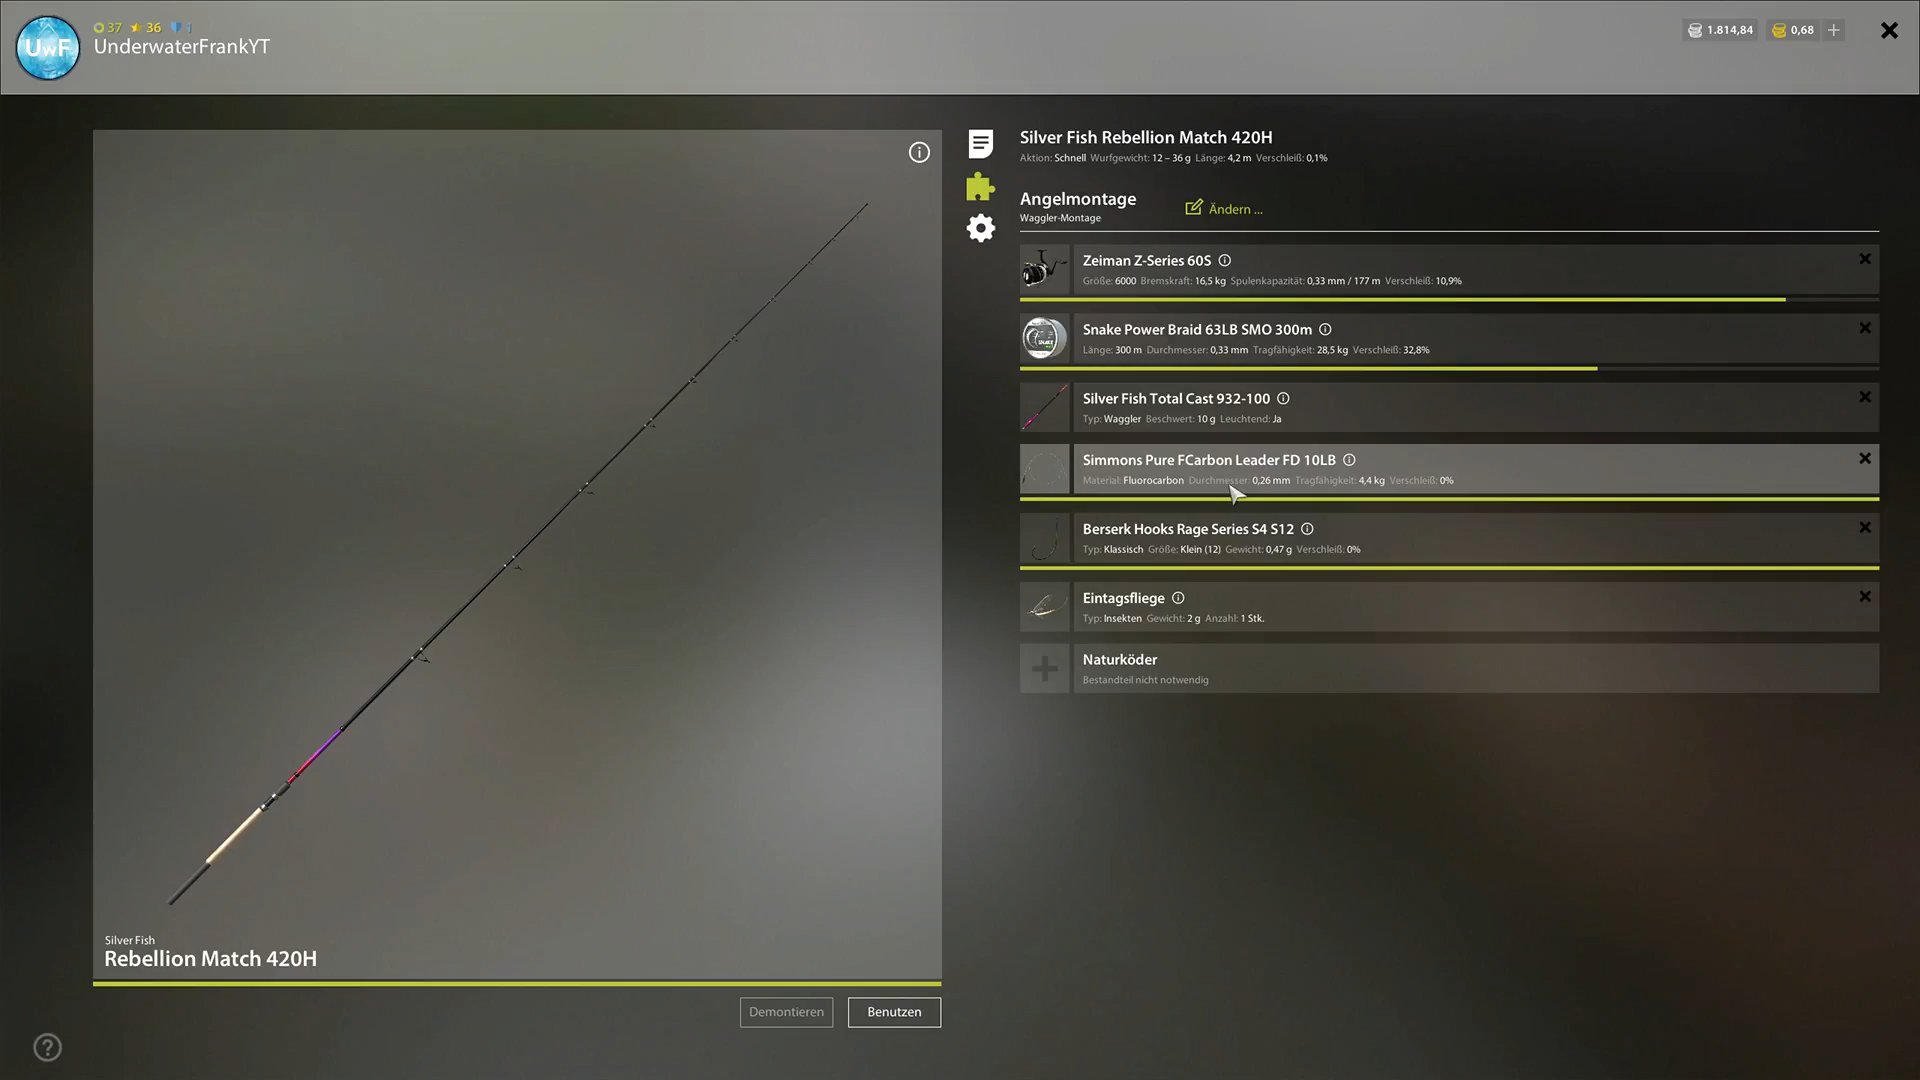 UwF
37 36 1
UnderwaterFrankYT
1.814,84 0,68 +
Silver Fish Rebellion Match 420H
Aktion: Schnell Wurfgewicht: 12 – 36 g Länge: 4,2 m Verschleiß: 0,1%
Angelmontage
Waggler-Montage
Ändern ...
Zeiman Z-Series 60S
Größe: 6000 Bremskraft: 16,5 kg Spulenkapazität: 0,33 mm / 177 m Verschleiß: 10,9%
Snake Power Braid 63LB SMO 300m
Länge: 300 m Durchmesser: 0,33 mm Tragfähigkeit: 28,5 kg Verschleiß: 32,8%
Silver Fish Total Cast 932-100
Typ: Waggler Beschwert: 10 g Leuchtend: Ja
Simmons Pure FCarbon Leader FD 10LB
Material: Fluorocarbon Durchmesser: 0,26 mm Tragfähigkeit: 4,4 kg Verschleiß: 0%
Berserk Hooks Rage Series S4 S12
Typ: Klassisch Größe: Klein (12) Gewicht: 0,47 g Verschleiß: 0%
Eintagsfliege
Typ: Insekten Gewicht: 2 g Anzahl: 1 Stk.
Naturköder
Bestandteil nicht notwendig
Silver Fish
Rebellion Match 420H
Demontieren
Benutzen
?